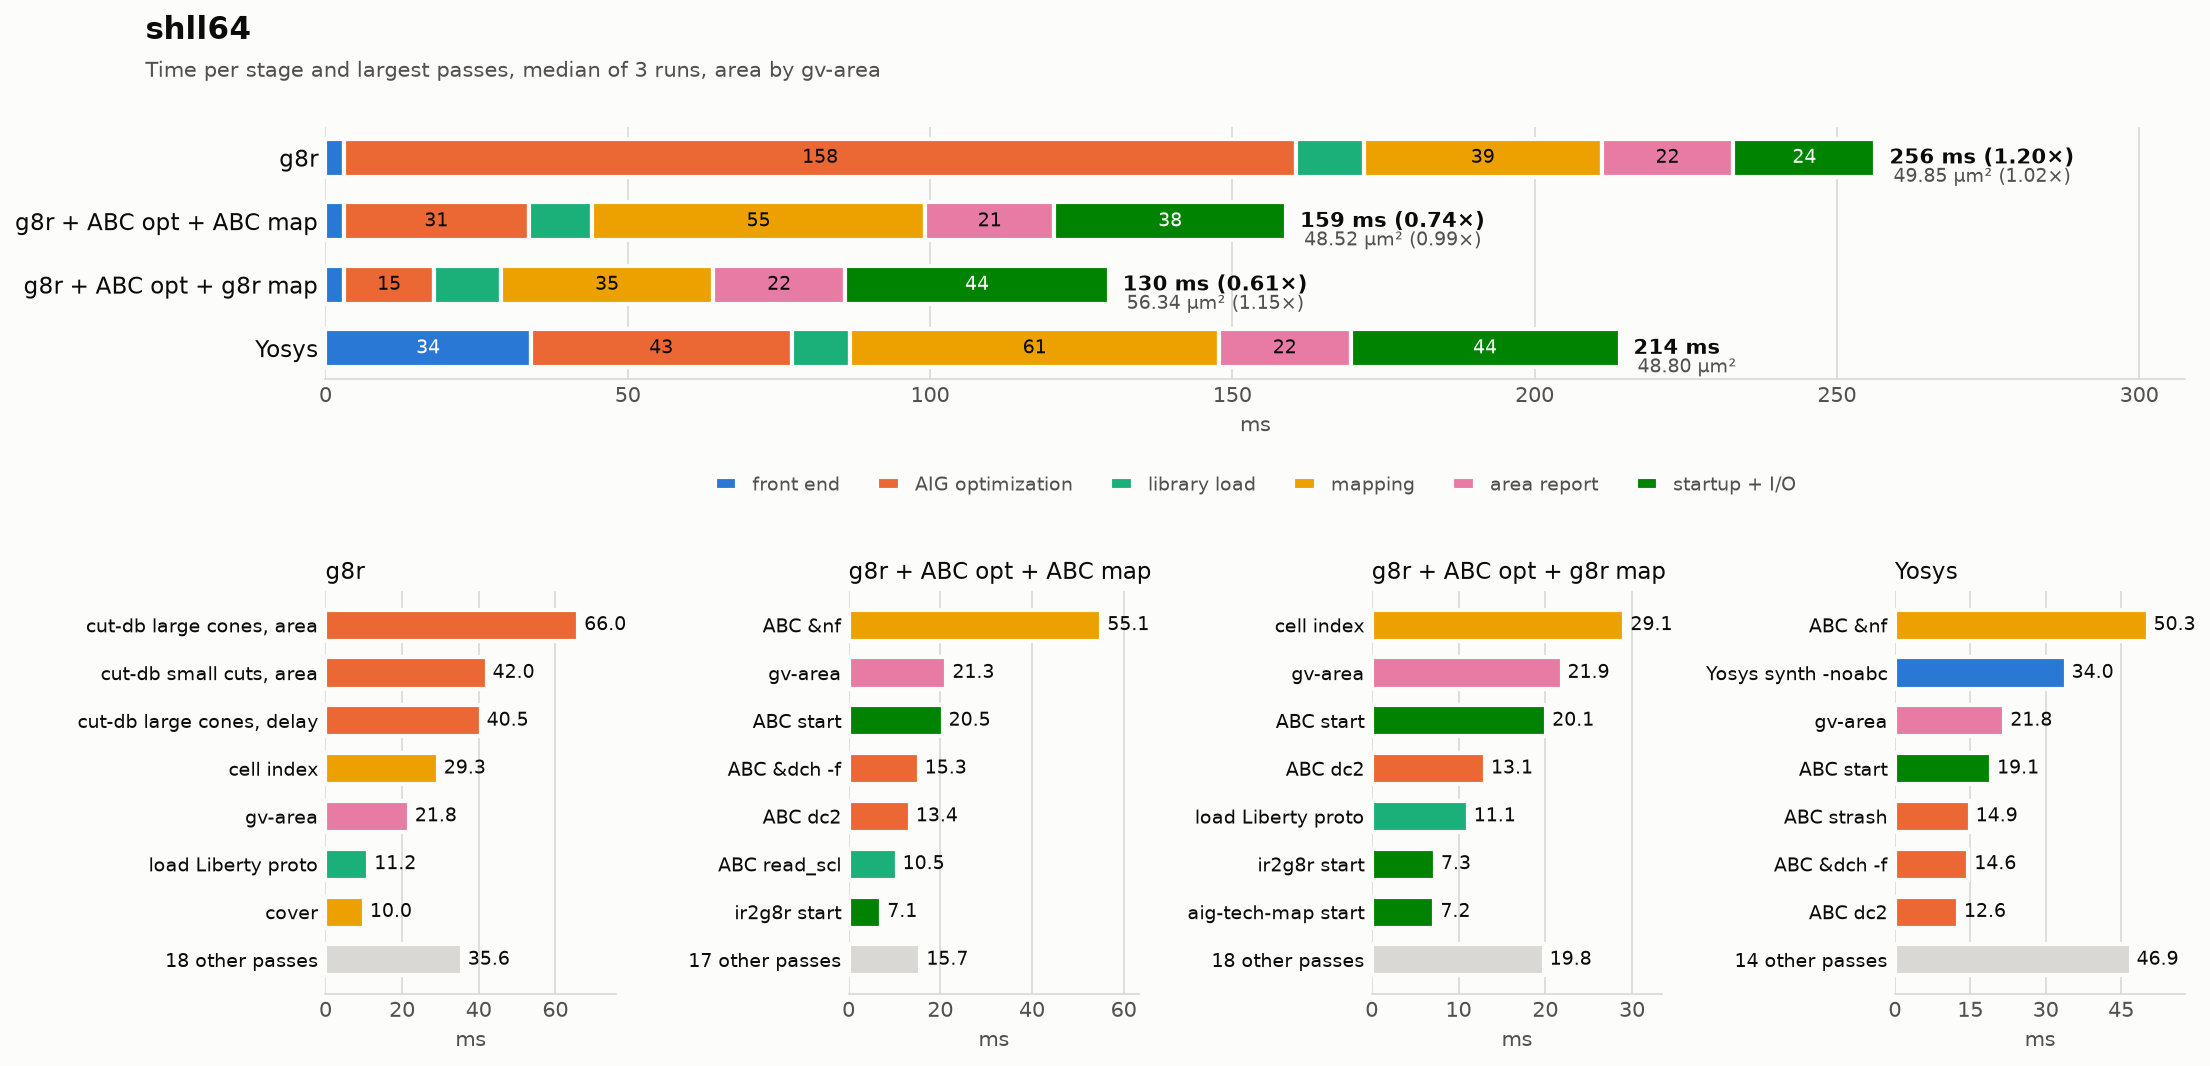 shll64
Time per stage and largest passes, median of 3 runs, area by gv-area
g8r 158 39 22 24 256 ms (1.20×)
49.85 µm² (1.02×)
g8r + ABC opt + ABC map 31 55 21 38 159 ms (0.74×)
48.52 µm² (0.99×)
g8r + ABC opt + g8r map 15 35 22 44 130 ms (0.61×)
56.34 µm² (1.15×)
Yosys 34 43 61 22 44 214 ms
48.80 µm²
0 50 100 150 200 250 300
ms
front end AIG optimization library load mapping area report startup + I/O
g8r
cut-db large cones, area 66.0
cut-db small cuts, area 42.0
cut-db large cones, delay 40.5
cell index 29.3
gv-area 21.8
load Liberty proto 11.2
cover 10.0
18 other passes 35.6
0 20 40 60
ms
g8r + ABC opt + ABC map
ABC &nf 55.1
gv-area 21.3
ABC start 20.5
ABC &dch -f 15.3
ABC dc2 13.4
ABC read_scl 10.5
ir2g8r start 7.1
17 other passes 15.7
0 20 40 60
ms
g8r + ABC opt + g8r map
cell index 29.1
gv-area 21.9
ABC start 20.1
ABC dc2 13.1
load Liberty proto 11.1
ir2g8r start 7.3
aig-tech-map start 7.2
18 other passes 19.8
0 10 20 30
ms
Yosys
ABC &nf 50.3
Yosys synth -noabc 34.0
gv-area 21.8
ABC start 19.1
ABC strash 14.9
ABC &dch -f 14.6
ABC dc2 12.6
14 other passes 46.9
0 15 30 45
ms